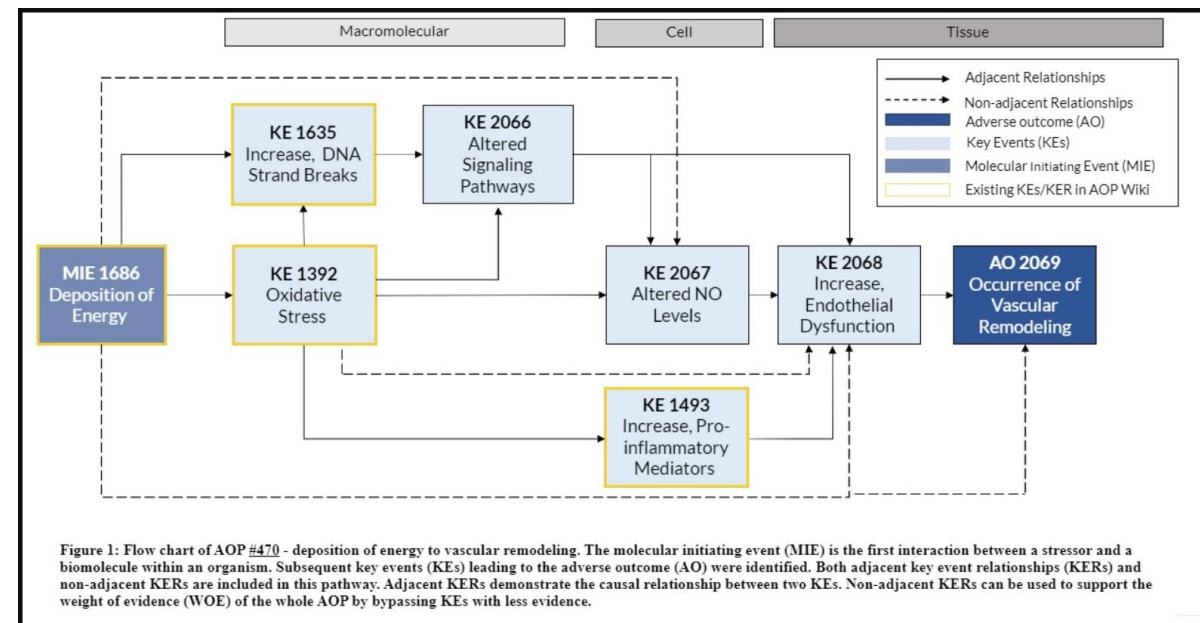 Macromolecular
Cell
Tissue
Adjacent Relationships
Non-adjacent Relationships
Adverse outcome (AO)
Key Events (KEs)
Molecular Initiating Event (MIE)
Existing KEs/KER in AOP Wiki
KE 1635
Increase, DNA
Strand Breaks
KE 2066
Altered
Signaling
Pathways
MIE 1686
Deposition of
Energy
KE 1392
Oxidative
Stress
KE 2067
Altered NO
Levels
KE 2068
Increase,
Endothelial
Dysfunction
AO 2069
Occurrence of
Vascular
Remodeling
KE 1493
Increase, Pro-
inflammatory
Mediators
Figure 1: Flow chart of AOP #470 - deposition of energy to vascular remodeling. The molecular initiating event (MIE) is the first interaction between a stressor and a
biomolecule within an organism. Subsequent key events (KEs) leading to the adverse outcome (AO) were identified. Both adjacent key event relationships (KERs) and
non-adjacent KERs are included in this pathway. Adjacent KERs demonstrate the causal relationship between two KEs. Non-adjacent KERs can be used to support the
weight of evidence (WOE) of the whole AOP by bypassing KEs with less evidence.